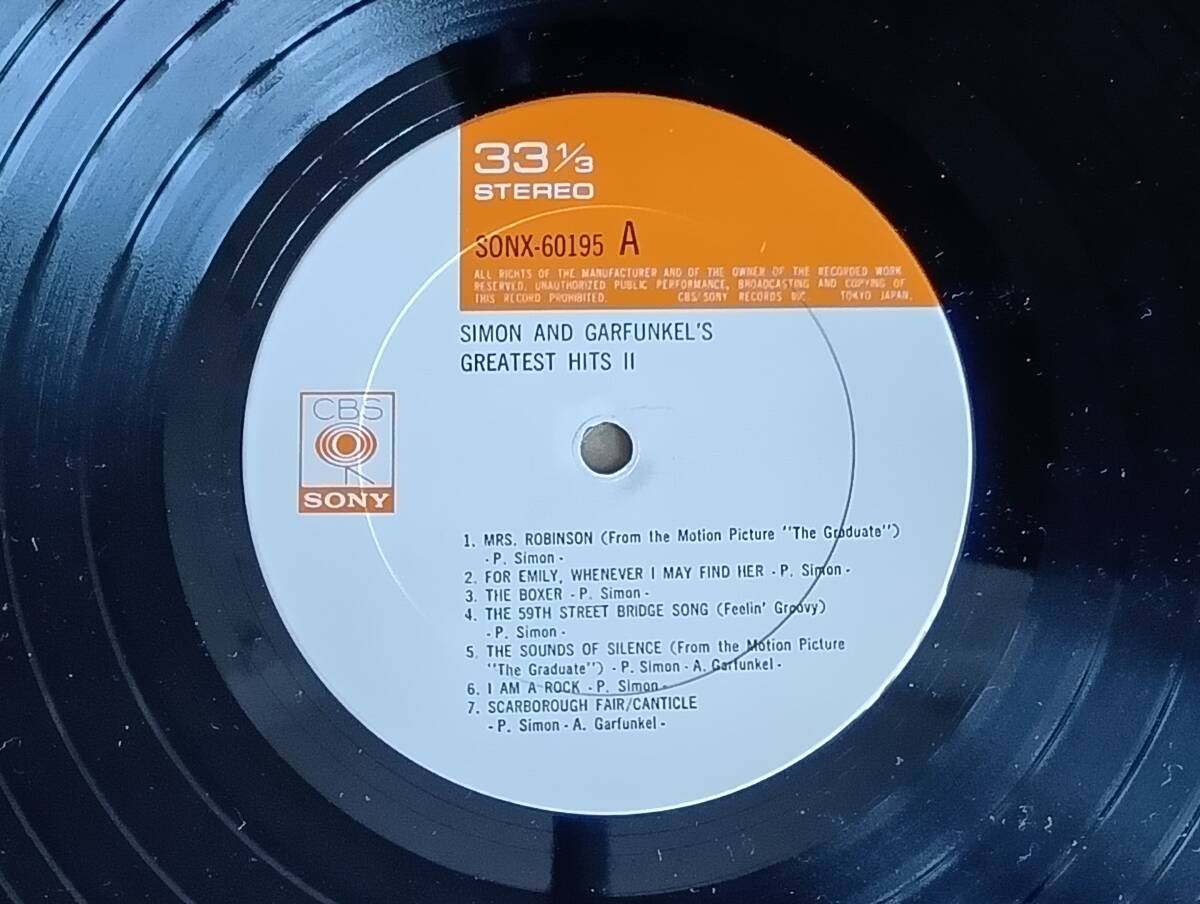 33 1/3
STEREO
SONX-60195 A
ALL RIGHTS OF THE MANUFACTURER AND OF THE OWNER OF THE RECORDED WORK
RESERVED. UNAUTHORIZED PUBLIC PERFORMANCE, BROADCASTING AND COPYING OF
THIS RECORD PROHIBITED. CBS/SONY RECORDS INC. TOKYO JAPAN.
SIMON AND GARFUNKEL'S
GREATEST HITS II
CBS
SONY
1. MRS. ROBINSON (From the Motion Picture "The Graduate")
- P. Simon -
2. FOR EMILY, WHENEVER I MAY FIND HER - P. Simon -
3. THE BOXER - P. Simon -
4. THE 59TH STREET BRIDGE SONG (Feelin' Groovy)
- P. Simon -
5. THE SOUNDS OF SILENCE (From the Motion Picture
"The Graduate") - P. Simon - A. Garfunkel -
6. I AM A ROCK - P. Simon -
7. SCARBOROUGH FAIR/CANTICLE
- P. Simon - A. Garfunkel -